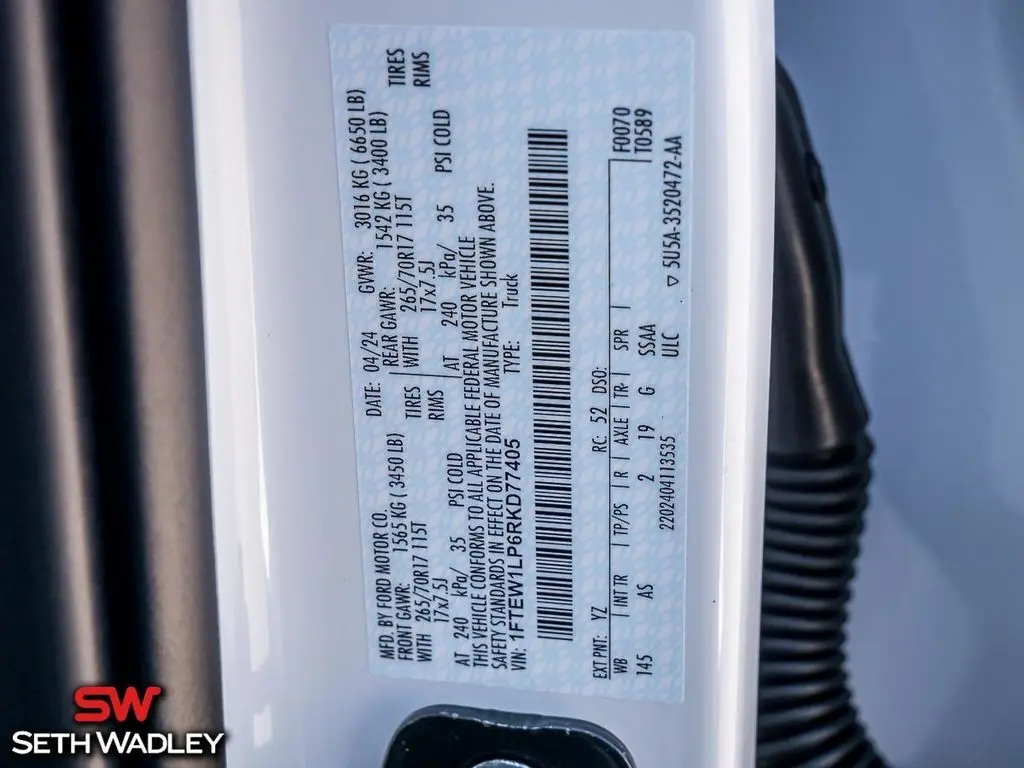 MFD. BY FORD MOTOR CO.
DATE: 04/24 GVWR: 3016 KG ( 6650 LB)
FRONT GAWR: 1565 KG ( 3450 LB)
REAR GAWR: 1542 KG ( 3400 LB)
WITH 265/70R17 115T TIRES
WITH 265/70R17 115T TIRES
17x7.5J RIMS
17x7.5J RIMS
AT 240 kPa/ 35 PSI COLD
AT 240 kPa/ 35 PSI COLD
THIS VEHICLE CONFORMS TO ALL APPLICABLE FEDERAL MOTOR VEHICLE
SAFETY STANDARDS IN EFFECT ON THE DATE OF MANUFACTURE SHOWN ABOVE.
VIN: 1FTEW1LP6RKD77405
TYPE: Truck
EXT PNT: YZ RC: 52 DSO:
F0070
WB | INT TR | TP/PS | R | AXLE | TR | SPR |
T0589
145 AS 2 19 G SSAA
▽ 5U5A-3520472-AA
2202404113535 ULC
SW
SETH WADLEY